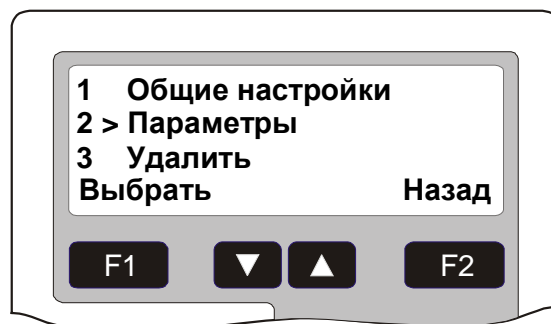 1 Общие настройки
2 > Параметры
3 Удалить
Выбрать Назад
F1 ▼ ▲ F2